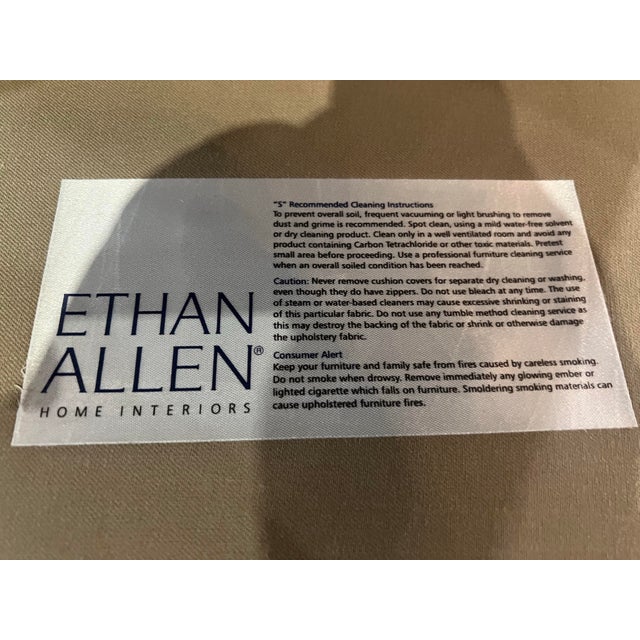 ETHAN
ALLEN®
HOME INTERIORS
"S" Recommended Cleaning Instructions
To prevent overall soil, frequent vacuuming or light brushing to remove
dust and grime is recommended. Spot clean, using a mild water-free solvent
or dry cleaning product. Clean only in a well ventilated room and avoid any
product containing Carbon Tetrachloride or other toxic materials. Pretest
small area before proceeding. Use a professional furniture cleaning service
when an overall soiled condition has been reached.
Caution: Never remove cushion covers for separate dry cleaning or washing,
even though they do have zippers. Do not use bleach at any time. The use
of steam or water-based cleaners may cause excessive shrinking or staining
of this particular fabric. Do not use any tumble method cleaning service as
this may destroy the backing of the fabric or shrink or otherwise damage
the upholstery fabric.
Consumer Alert
Keep your furniture and family safe from fires caused by careless smoking.
Do not smoke when drowsy. Remove immediately any glowing ember or
lighted cigarette which falls on furniture. Smoldering smoking materials can
cause upholstered furniture fires.